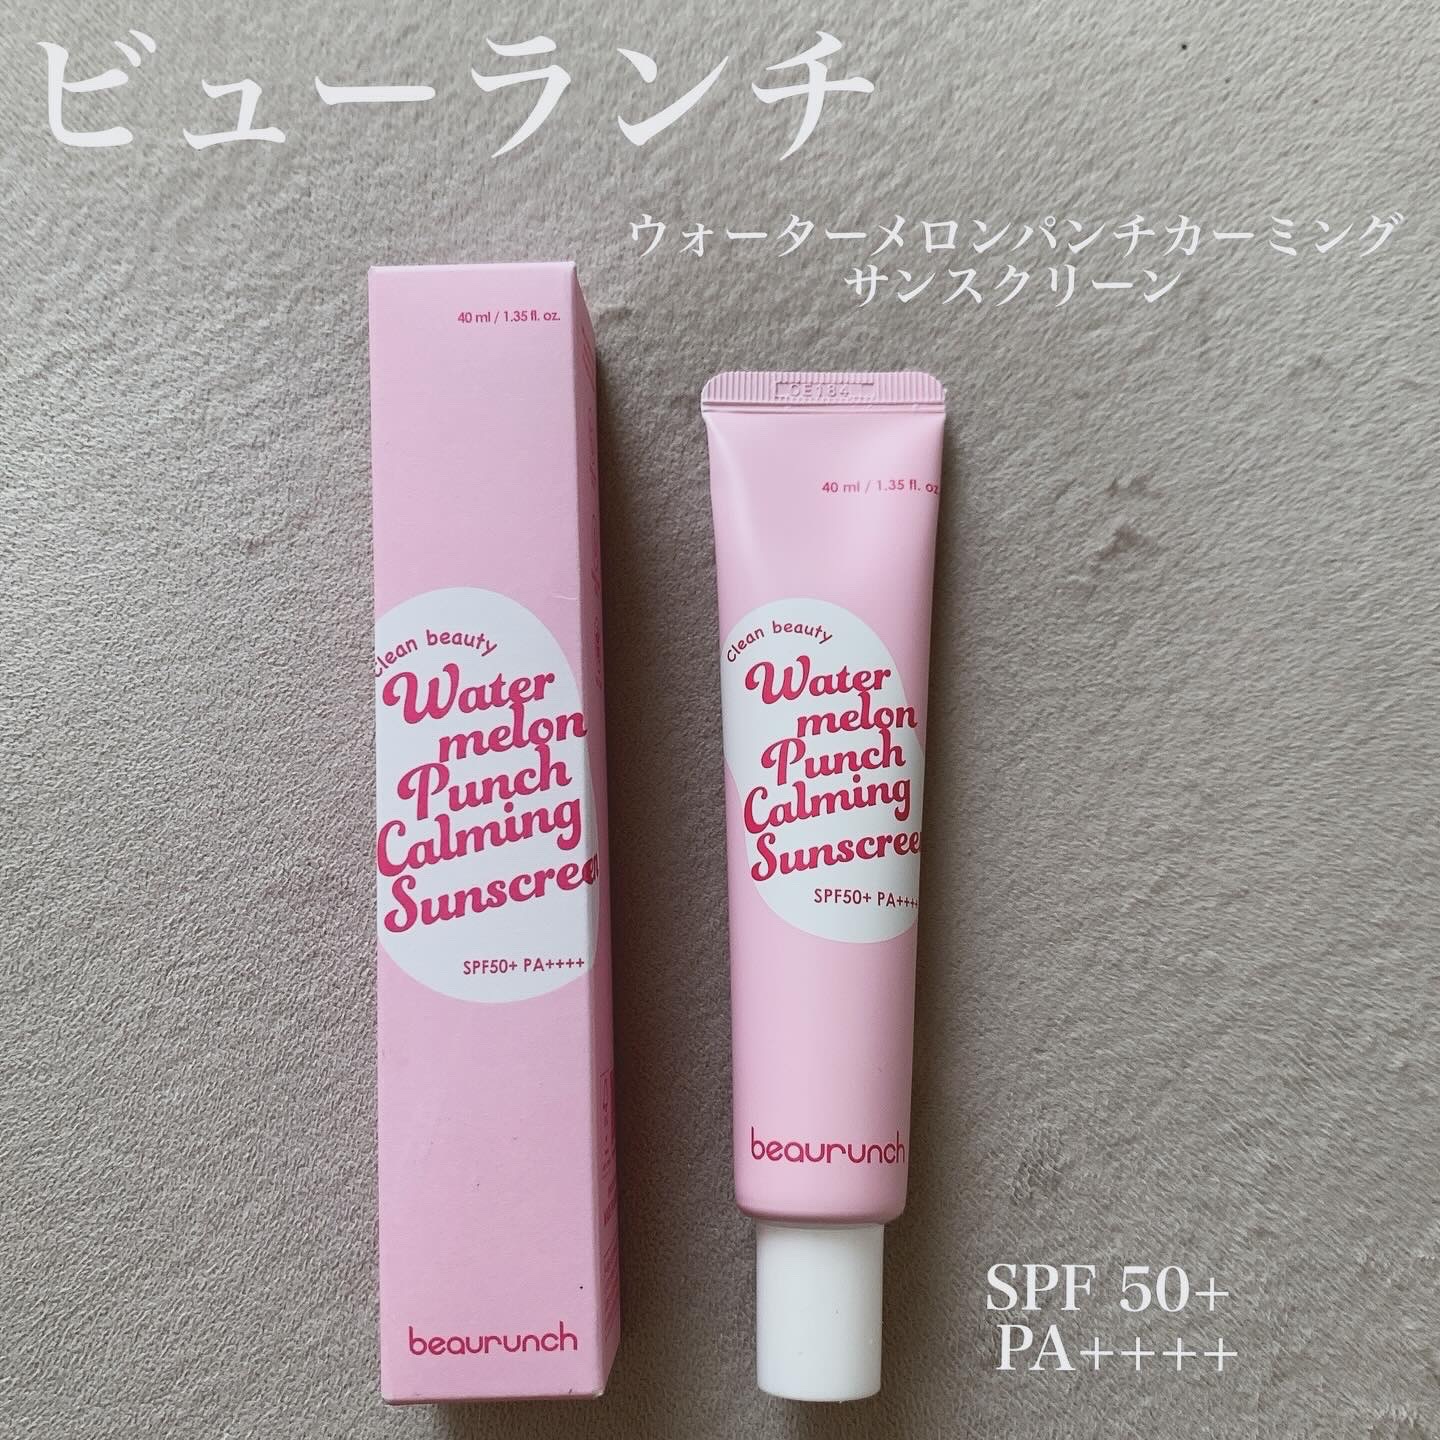 ビューランチ
ウォーターメロンパンチカーミング
サンスクリーン
40 ml / 1.35 fl. oz.
Clean beauty
Water
melon
Punch
Calming
Sunscreen
SPF50+ PA++++
beaurunch
CE184
40 ml / 1.35 fl. oz
Clean beauty
Water
melon
Punch
Calming
Sunscreen
SPF50+ PA++++
beaurunch
SPF 50+
PA++++